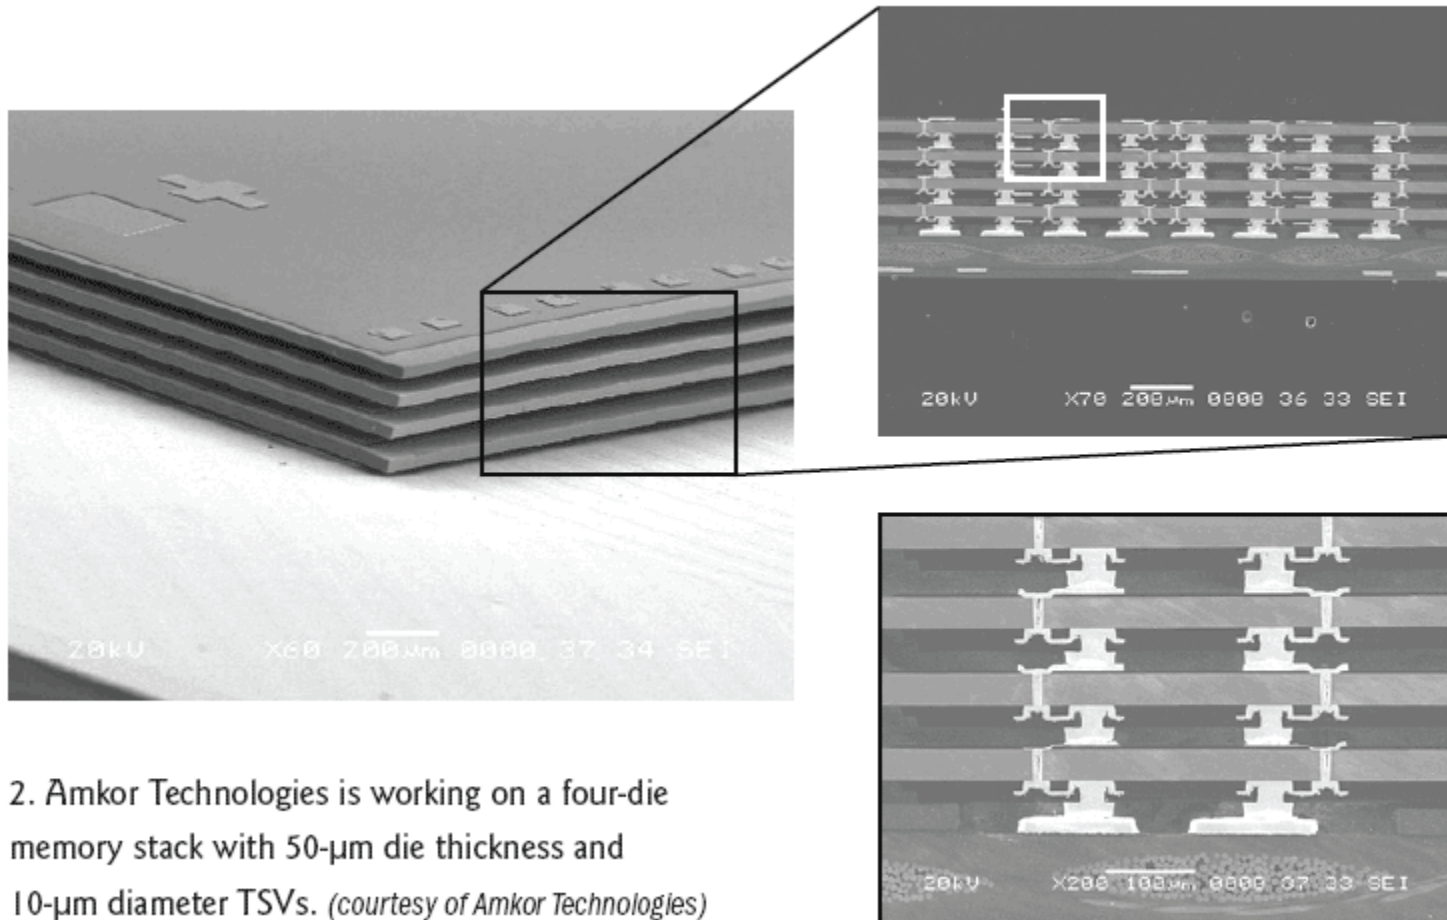 20kV X70 200µm 0000 36 33 SEI
20kV X60 200µm 0000 37 34 SEI
2. Amkor Technologies is working on a four-die
memory stack with 50-µm die thickness and
10-µm diameter TSVs. (courtesy of Amkor Technologies)
20kV X200 100µm 0000 37 33 SEI